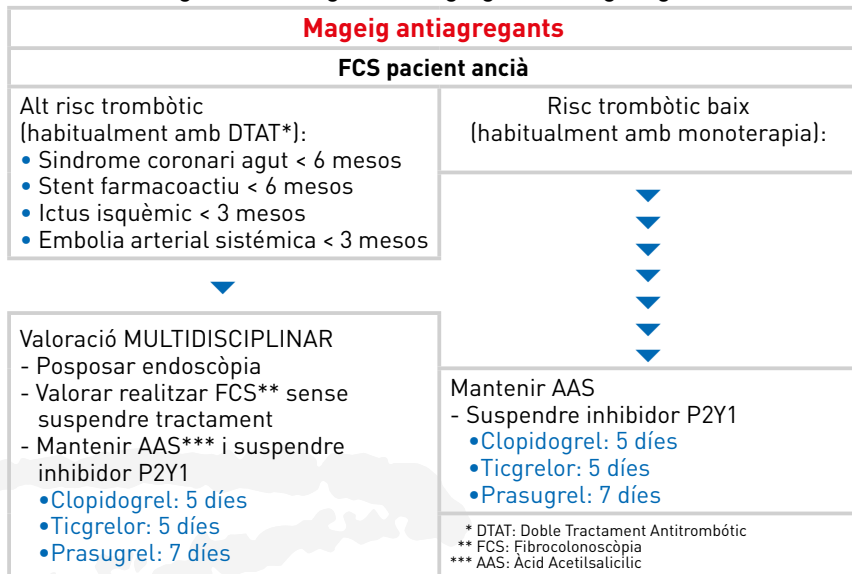 Mageig antiagregants
FCS pacient ancià
Alt risc trombòtic
(habitualment amb DTAT*):
• Sindrome coronari agut < 6 mesos
• Stent farmacoactiu < 6 mesos
• Ictus isquèmic < 3 mesos
• Embolia arterial sistémica < 3 mesos
Risc trombòtic baix
(habitualment amb monoterapia):
Valoració MULTIDISCIPLINAR
- Posposar endoscòpia
- Valorar realitzar FCS** sense
suspendre tractament
- Mantenir AAS*** i suspendre
inhibidor P2Y1
•Clopidogrel: 5 díes
•Ticgrelor: 5 díes
•Prasugrel: 7 díes
Mantenir AAS
- Suspendre inhibidor P2Y1
•Clopidogrel: 5 díes
•Ticgrelor: 5 díes
•Prasugrel: 7 díes
* DTAT: Doble Tractament Antitrombótic
** FCS: Fibrocolonoscòpia
*** AAS: Àcid Acetilsalicilic